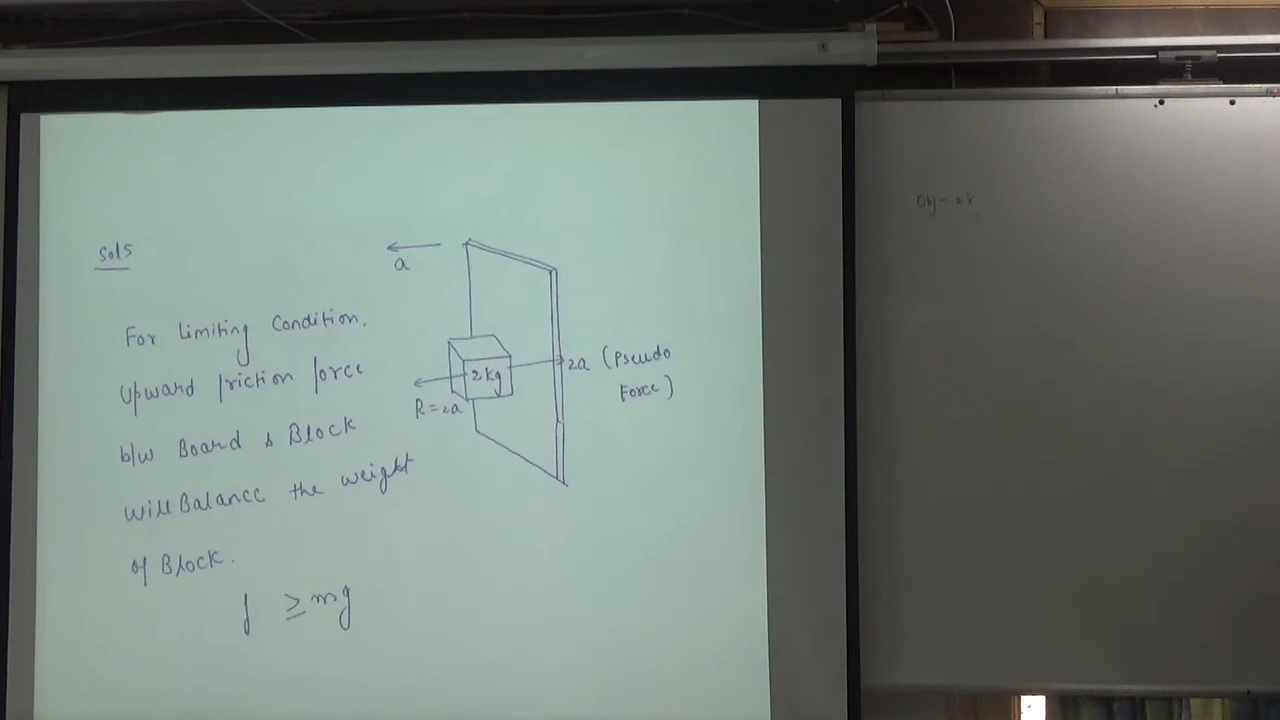 Sol5
a
For Limiting Condition,
Upward friction force
b/w Board & Block
will Balance the weight
of Block.
f ≥ mg
2kg
R=2a
2a (Pseudo
Force)
Obj-